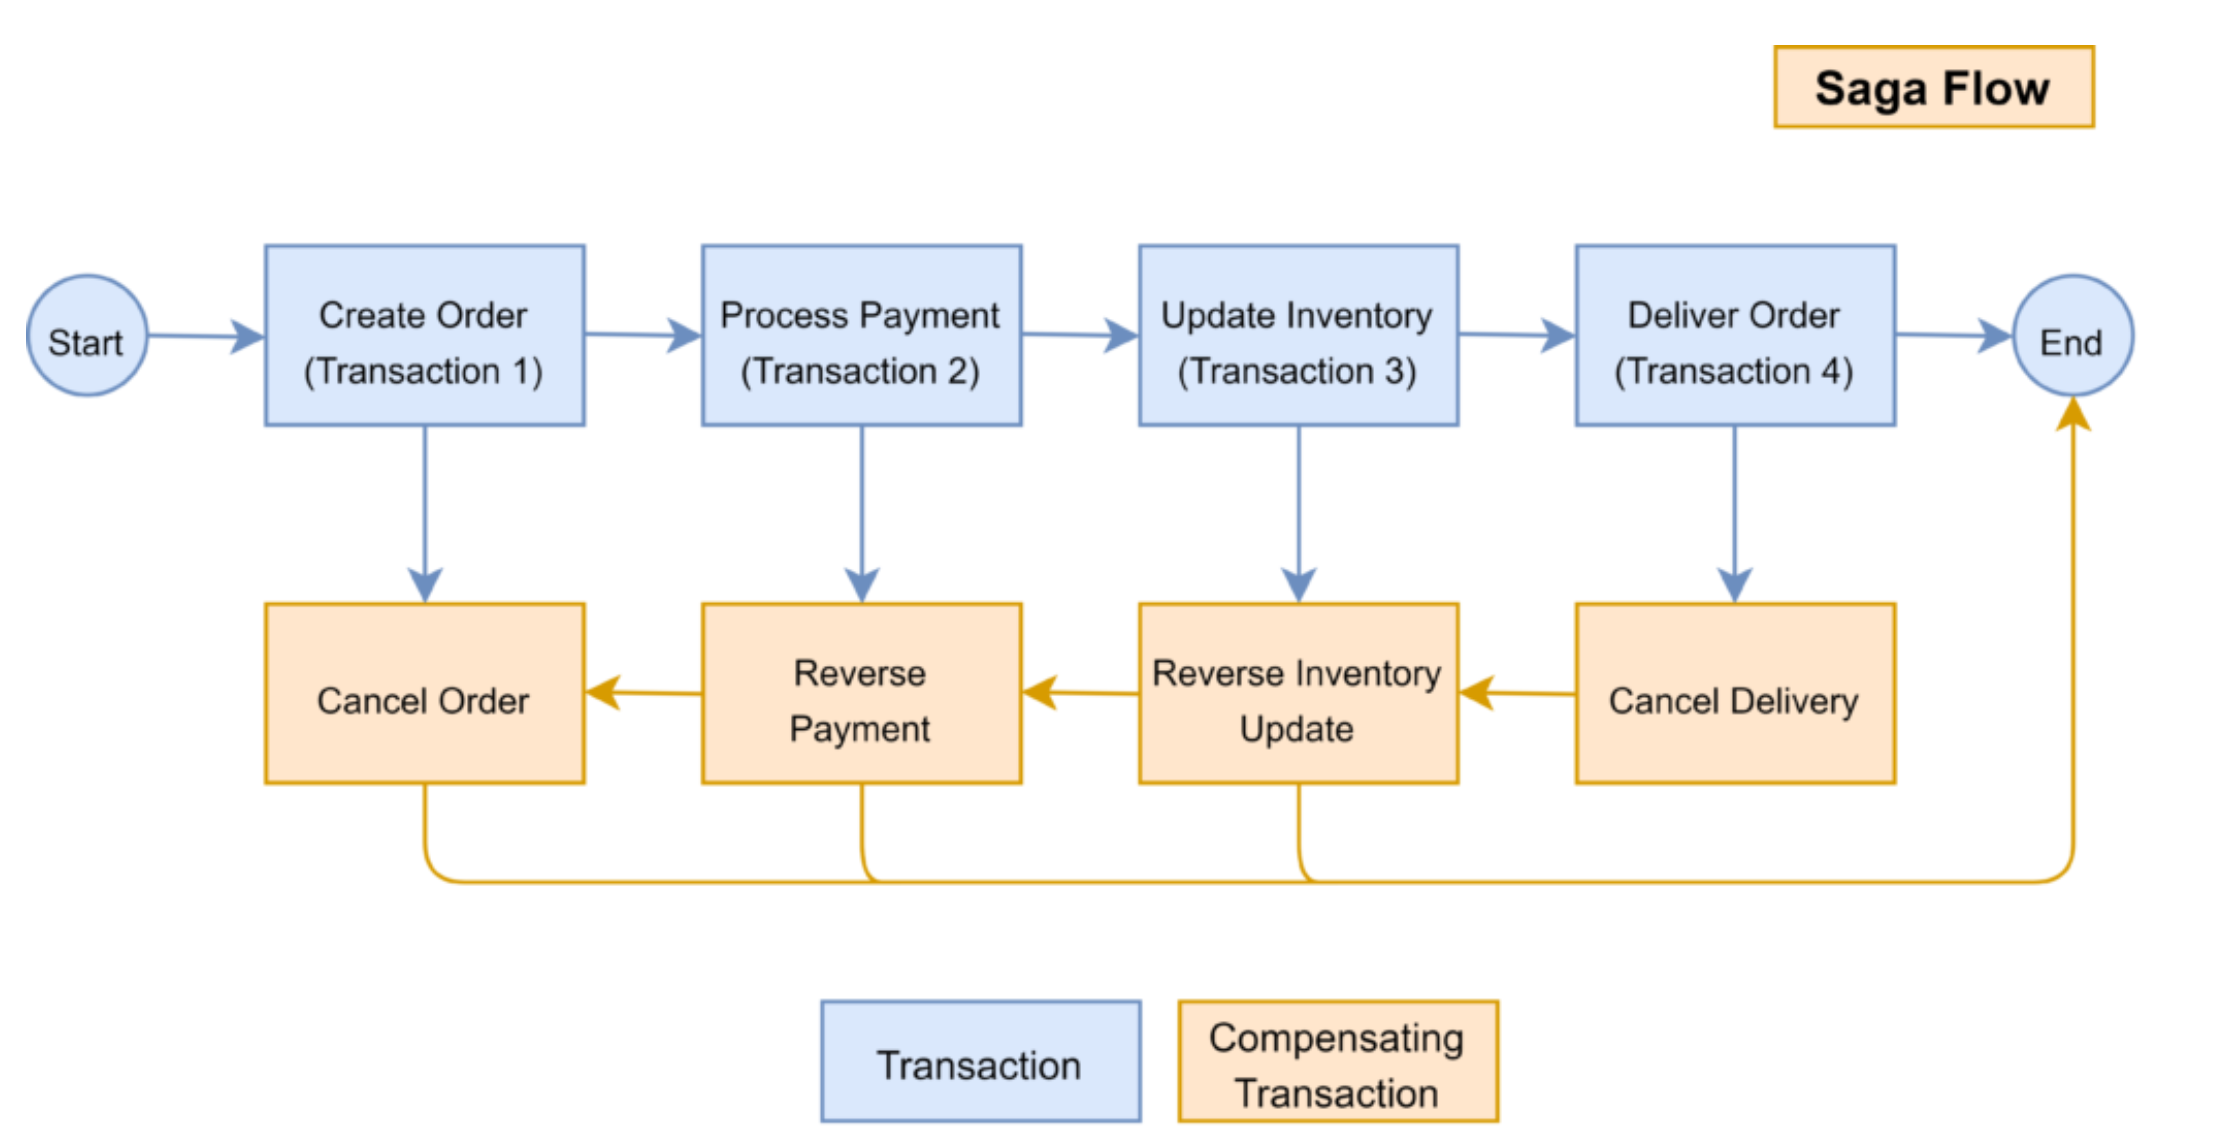 Saga Flow
Start
Create Order
(Transaction 1)
Process Payment
(Transaction 2)
Update Inventory
(Transaction 3)
Deliver Order
(Transaction 4)
End
Cancel Order
Reverse
Payment
Reverse Inventory
Update
Cancel Delivery
Transaction
Compensating
Transaction